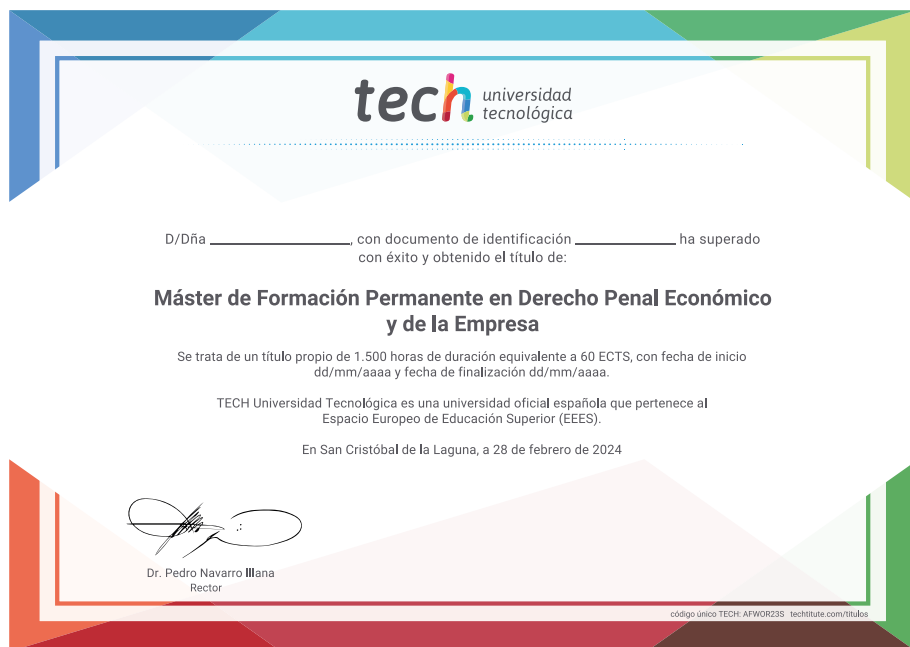 tech universidad
tecnológica
D/Dña ____________________, con documento de identificación ______________ ha superado
con éxito y obtenido el título de:
Máster de Formación Permanente en Derecho Penal Económico
y de la Empresa
Se trata de un título propio de 1.500 horas de duración equivalente a 60 ECTS, con fecha de inicio
dd/mm/aaaa y fecha de finalización dd/mm/aaaa.
TECH Universidad Tecnológica es una universidad oficial española que pertenece al
Espacio Europeo de Educación Superior (EEES).
En San Cristóbal de la Laguna, a 28 de febrero de 2024
Dr. Pedro Navarro Illana
Rector
código único TECH: AFWOR23S techtitute.com/titulos